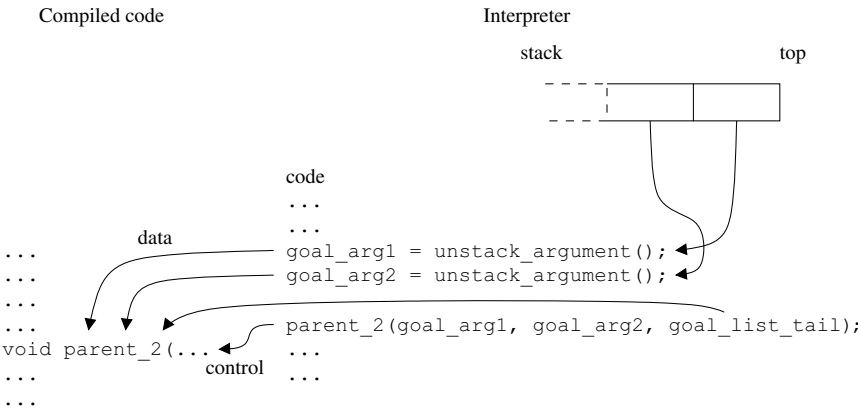 Compiled code
Interpreter
stack
top
code
...
...
data
... goal_arg1 = unstack_argument();
... goal_arg2 = unstack_argument();
...
... parent_2(goal_arg1, goal_arg2, goal_list_tail);
void parent_2(... ...
control
... ...
...